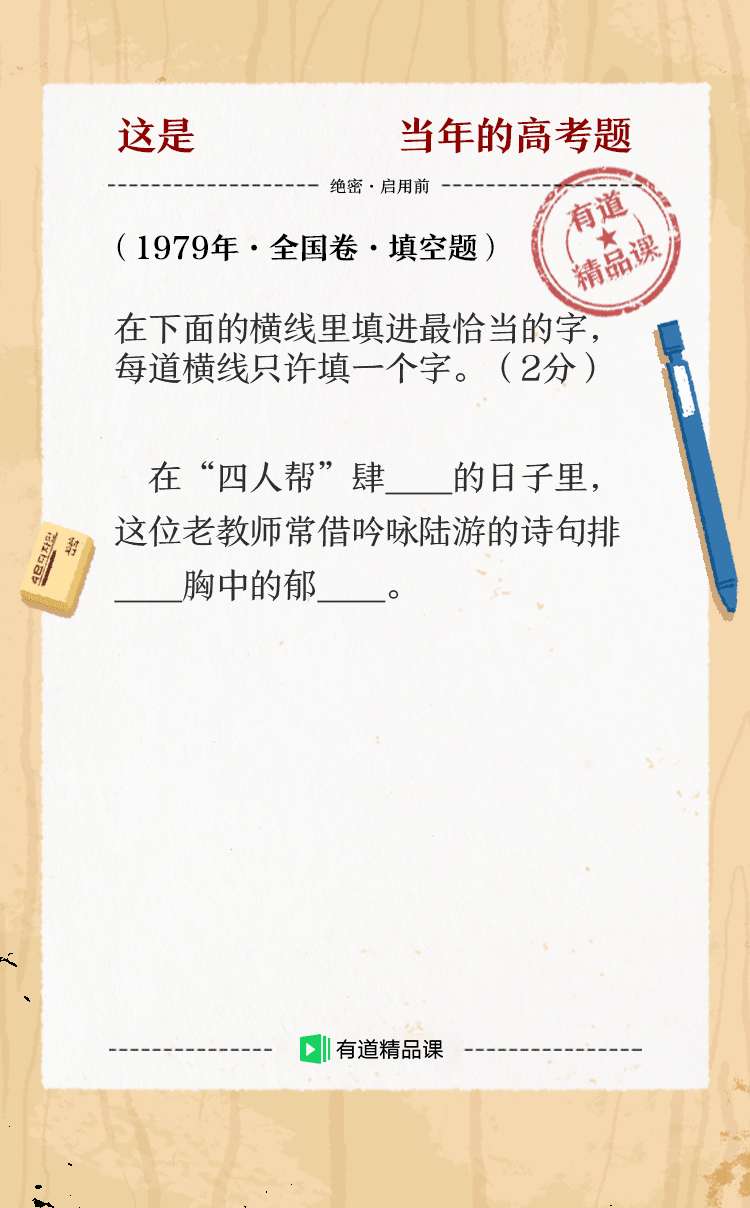 这是 当年的高考题
绝密·启用前
(1979年·全国卷·填空题)
有道
精品课
在下面的横线里填进最恰当的字，
每道横线只许填一个字。(2分)
在“四人帮”肆____的日子里，
这位老教师常借吟咏陆游的诗句排
____胸中的郁____。
有道精品课